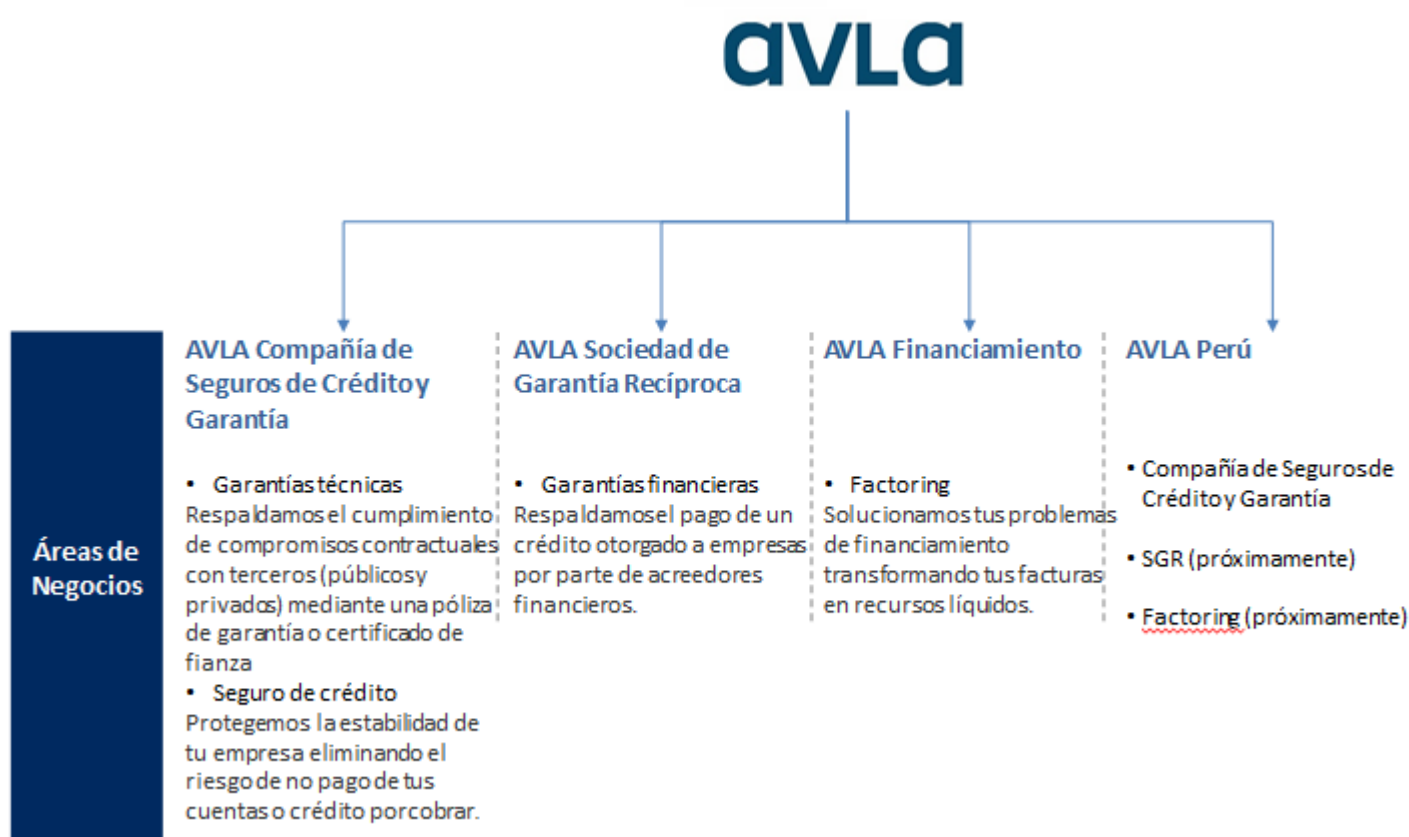 avla
Áreas de
Negocios
AVLA Compañía de
Seguros de Crédito y
Garantía
• Garantías técnicas
Respaldamos el cumplimiento
de compromisos contractuales
con terceros (públicos y
privados) mediante una póliza
de garantía o certificado de
fianza
• Seguro de crédito
Protegemos la estabilidad de
tu empresa eliminando el
riesgo de no pago de tus
cuentas o crédito por cobrar.
AVLA Sociedad de
Garantía Recíproca
• Garantías financieras
Respaldamos el pago de un
crédito otorgado a empresas
por parte de acreedores
financieros.
AVLA Financiamiento
• Factoring
Solucionamos tus problemas
de financiamiento
transformando tus facturas
en recursos líquidos.
AVLA Perú
• Compañía de Seguros de
Crédito y Garantía
• SGR (próximamente)
• Factoring (próximamente)